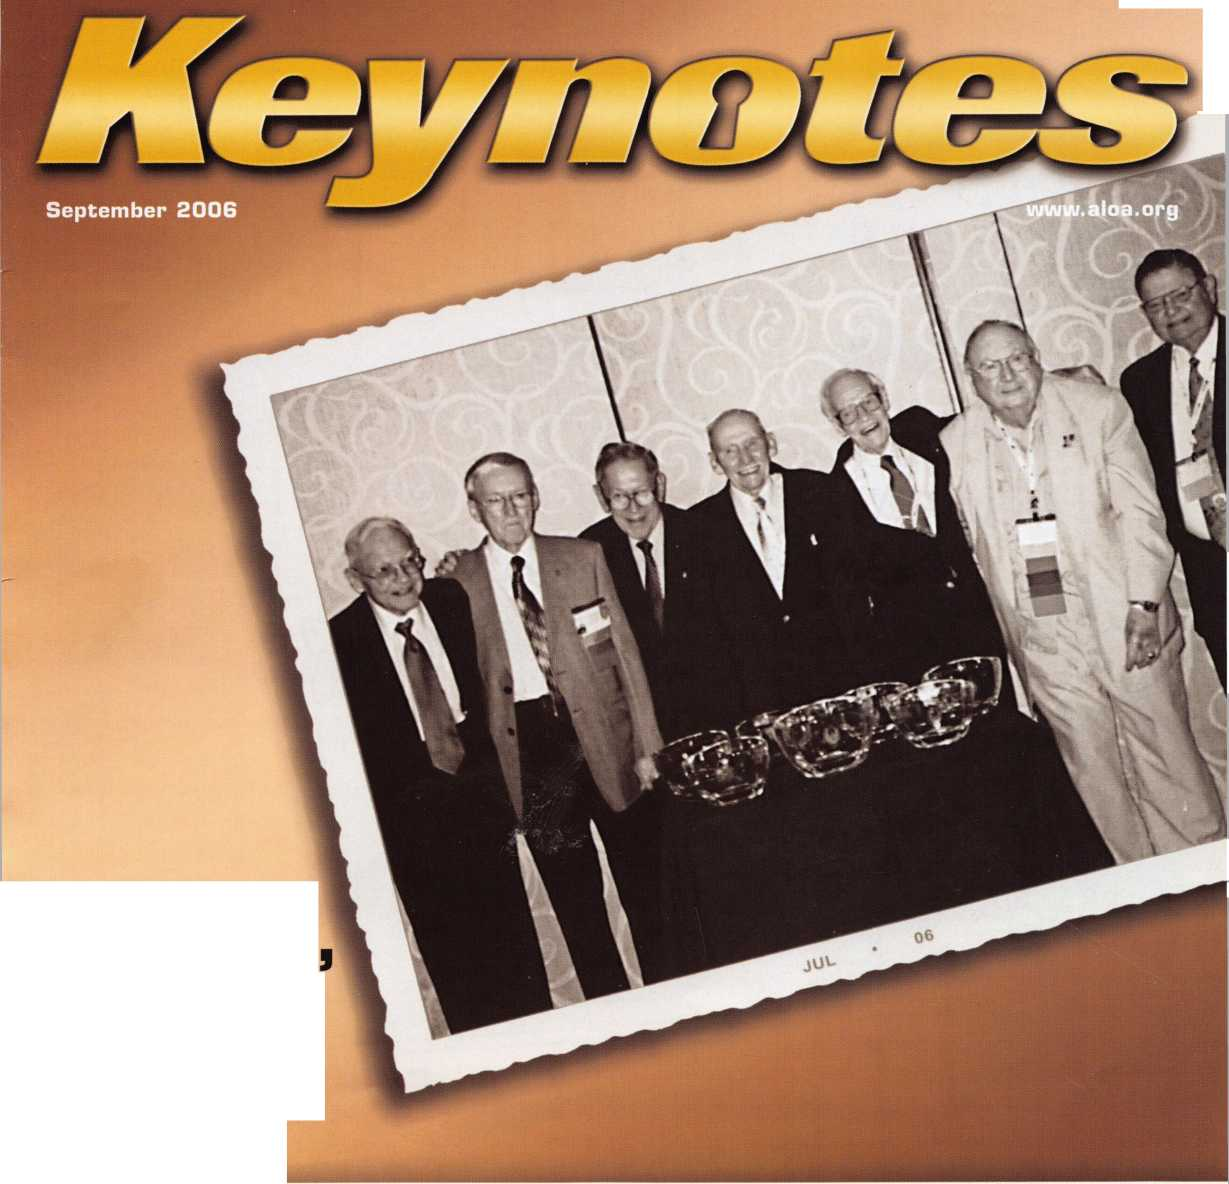 Keynotes
September 2006
www.aloa.org
,
JUL • 06